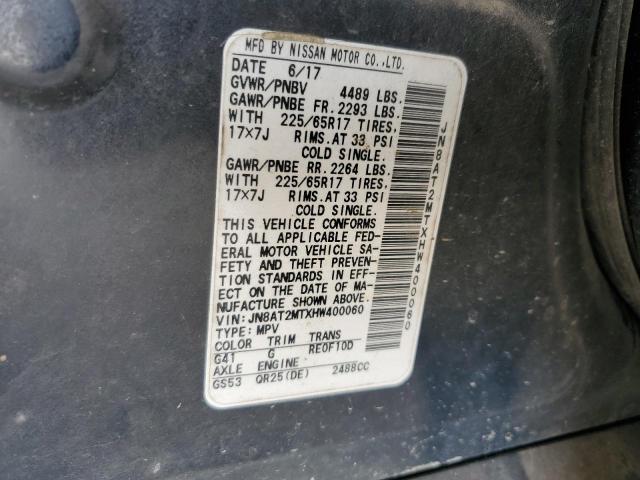 MFD BY NISSAN MOTOR CO.,LTD.
DATE 6/17
GVWR/PNBV 4489 LBS.
GAWR/PNBE FR. 2293 LBS.
WITH 225/65R17 TIRES,
17×7J RIMS.AT 33 PSI
COLD SINGLE.
GAWR/PNBE RR. 2264 LBS.
WITH 225/65R17 TIRES,
17×7J RIMS.AT 33 PSI
COLD SINGLE.
THIS VEHICLE CONFORMS
TO ALL APPLICABLE FED-
ERAL MOTOR VEHICLE SA-
FETY AND THEFT PREVEN-
TION STANDARDS IN EFF-
ECT ON THE DATE OF MA-
NUFACTURE SHOWN ABOVE.
VIN:JN8AT2MTXHW400060
TYPE: MPV
COLOR TRIM TRANS
G41 G RE0F10D
AXLE ENGINE
GS53 QR25(DE) 2488CC
JN8AT2MTXHW400060